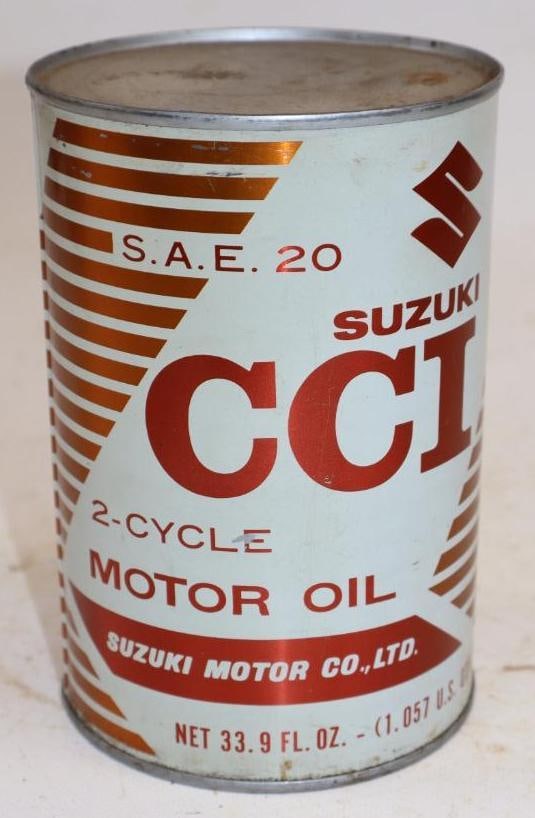 S.A.E. 20
SUZUKI
CCI
2-CYCLE
MOTOR OIL
SUZUKI MOTOR CO.,LTD.
NET 33.9 FL. OZ. - (1.057 U.S.